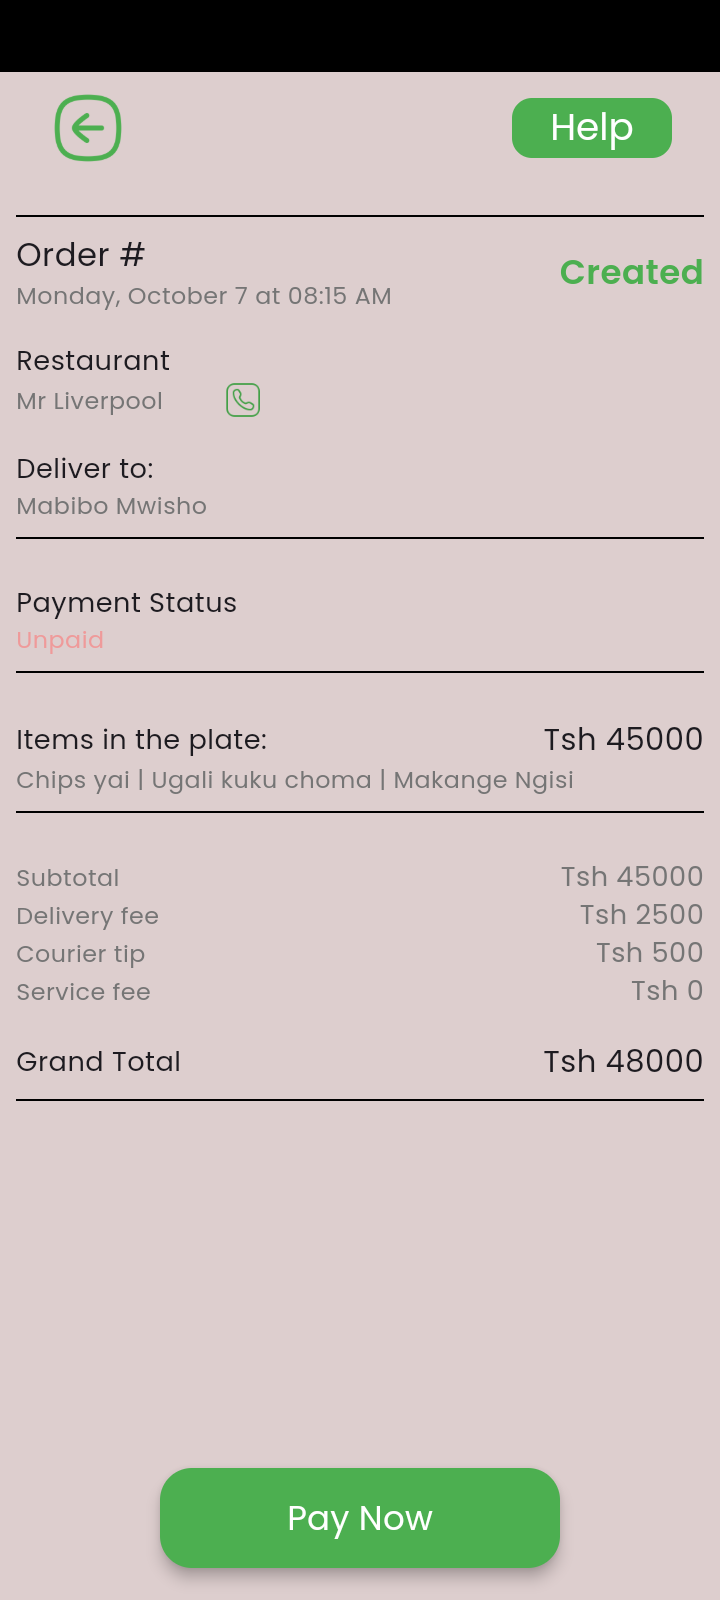 Help
Order #
Created
Monday, October 7 at 08:15 AM
Restaurant
Mr Liverpool
Deliver to:
Mabibo Mwisho
Payment Status
Unpaid
Items in the plate: Tsh 45000
Chips yai | Ugali kuku choma | Makange Ngisi
Subtotal Tsh 45000
Delivery fee Tsh 2500
Courier tip Tsh 500
Service fee Tsh 0
Grand Total Tsh 48000
Pay Now